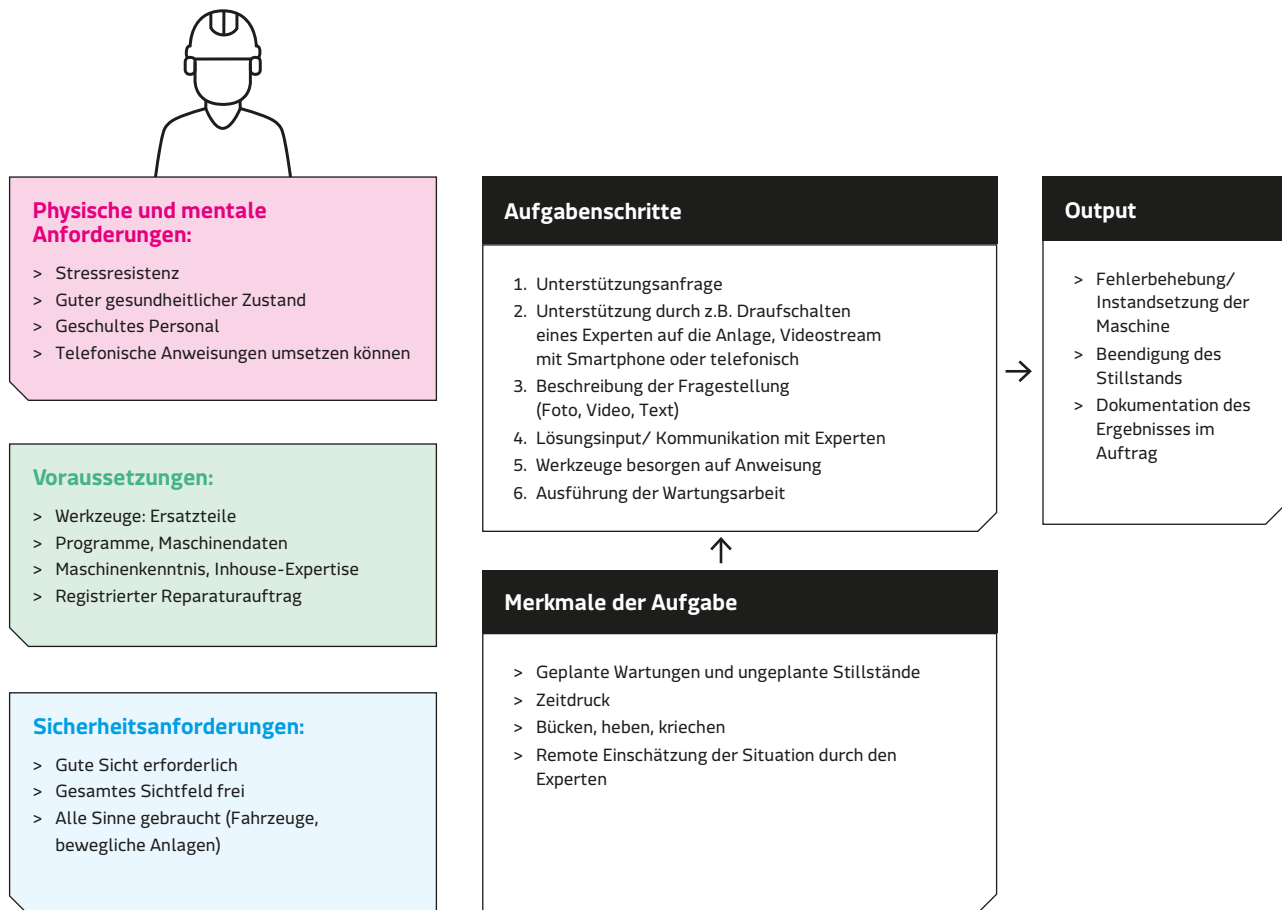 Physische und mentale
Anforderungen:
> Stressresistenz
> Guter gesundheitlicher Zustand
> Geschultes Personal
> Telefonische Anweisungen umsetzen können
Voraussetzungen:
> Werkzeuge: Ersatzteile
> Programme, Maschinendaten
> Maschinenkenntnis, Inhouse-Expertise
> Registrierter Reparaturauftrag
Sicherheitsanforderungen:
> Gute Sicht erforderlich
> Gesamtes Sichtfeld frei
> Alle Sinne gebraucht (Fahrzeuge,
bewegliche Anlagen)
Aufgabenschritte
1. Unterstützungsanfrage
2. Unterstützung durch z.B. Draufschalten
eines Experten auf die Anlage, Videostream
mit Smartphone oder telefonisch
3. Beschreibung der Fragestellung
(Foto, Video, Text)
4. Lösungsinput/ Kommunikation mit Experten
5. Werkzeuge besorgen auf Anweisung
6. Ausführung der Wartungsarbeit
Merkmale der Aufgabe
> Geplante Wartungen und ungeplante Stillstände
> Zeitdruck
> Bücken, heben, kriechen
> Remote Einschätzung der Situation durch den
Experten
Output
> Fehlerbehebung/
Instandsetzung der
Maschine
> Beendigung des
Stillstands
> Dokumentation des
Ergebnisses im
Auftrag